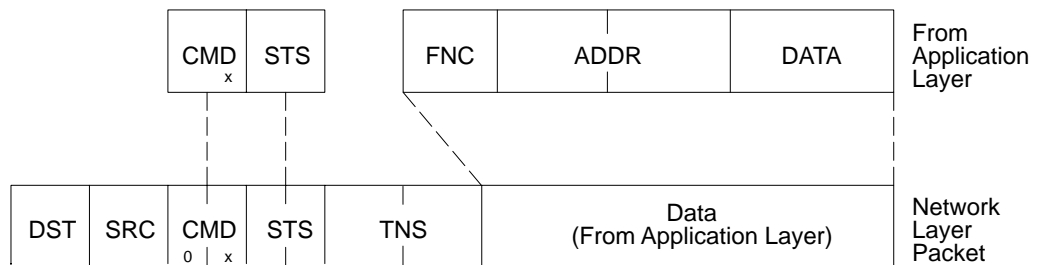 CMD STS FNC ADDR DATA
x
From
Application
Layer
DST SRC CMD STS TNS
0 x
Data
(From Application Layer)
Network
Layer
Packet